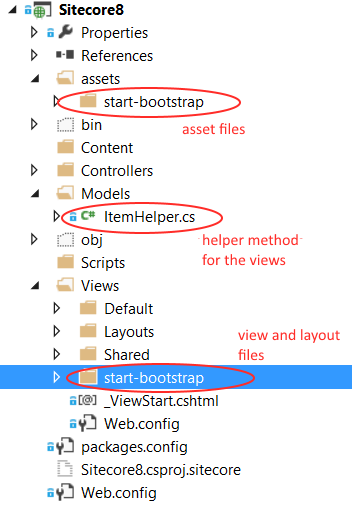 Sitecore8
Properties
References
assets
start-bootstrap
asset files
bin
Content
Controllers
Models
C# ItemHelper.cs
obj
helper method
for the views
Scripts
Views
Default
Layouts
view and layout
files
Shared
start-bootstrap
[@] _ViewStart.cshtml
Web.config
packages.config
Sitecore8.csproj.sitecore
Web.config